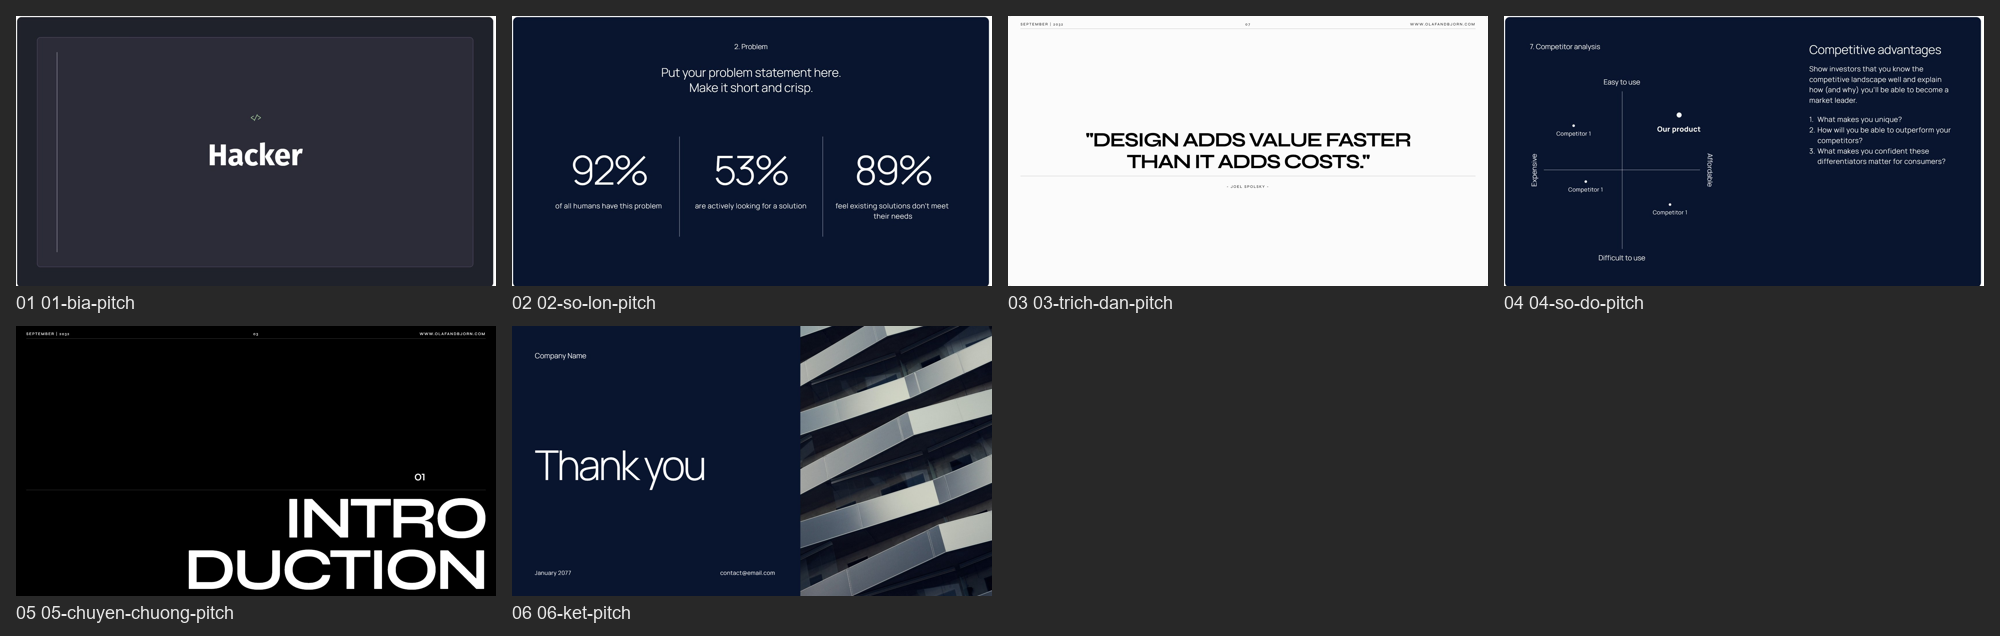 </>
Hacker
01 01-bia-pitch
2. Problem
Put your problem statement here.
Make it short and crisp.
92%
of all humans have this problem
53%
are actively looking for a solution
89%
feel existing solutions don't meet
their needs
02 02-so-lon-pitch
SEPTEMBER | 2032
03
WWW.OLAFANDBJORN.COM
"DESIGN ADDS VALUE FASTER
THAN IT ADDS COSTS."
- JOEL SPOLSKY -
03 03-trich-dan-pitch
7. Competitor analysis
Easy to use
Competitor 1
Our product
Expensive
Affordable
Competitor 1
Competitor 1
Difficult to use
Competitive advantages
Show investors that you know the
competitive landscape well and explain
how (and why) you'll be able to become a
market leader.
1. What makes you unique?
2. How will you be able to outperform your
competitors?
3. What makes you confident these
differentiators matter for consumers?
04 04-so-do-pitch
SEPTEMBER | 2032
WWW.OLAFANDBJORN.COM
01
INTRO
DUCTION
05 05-chuyen-chuong-pitch
Company Name
Thank you
January 2077
contact@email.com
06 06-ket-pitch